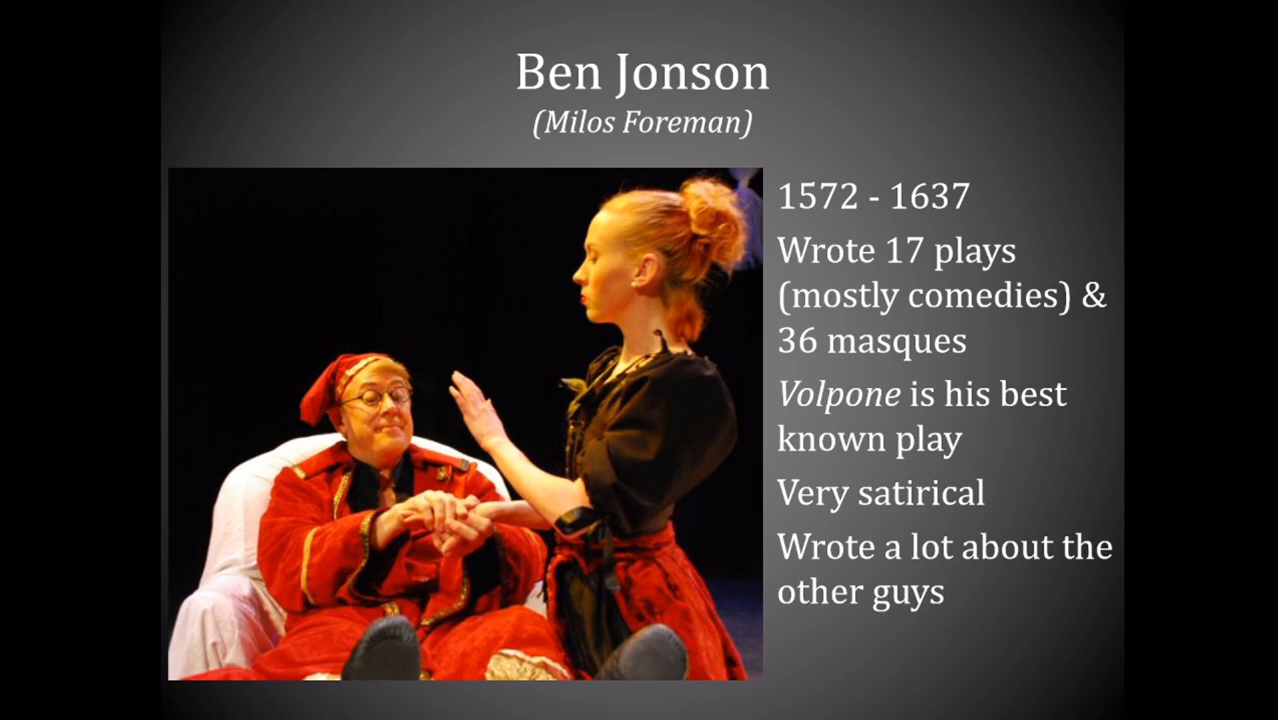 Ben Jonson
(Milos Foreman)
1572 - 1637
Wrote 17 plays
(mostly comedies) &
36 masques
Volpone is his best
known play
Very satirical
Wrote a lot about the
other guys